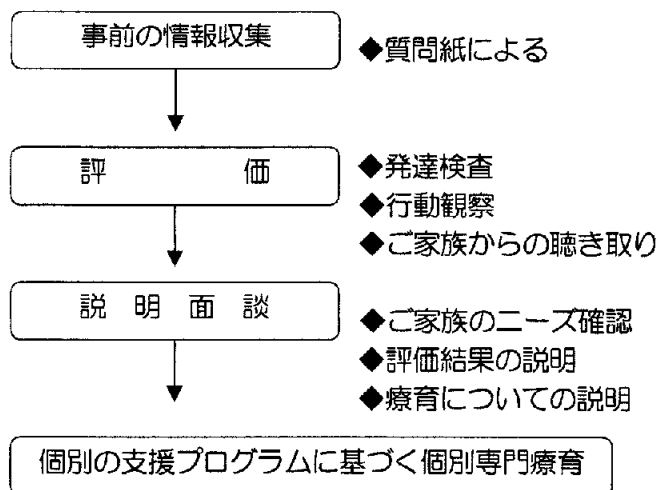 事前の情報収集
◆質問紙による
評価
◆発達検査
◆行動観察
◆ご家族からの聴き取り
説明面談
◆ご家族のニーズ確認
◆評価結果の説明
◆療育についての説明
個別の支援プログラムに基づく個別専門療育